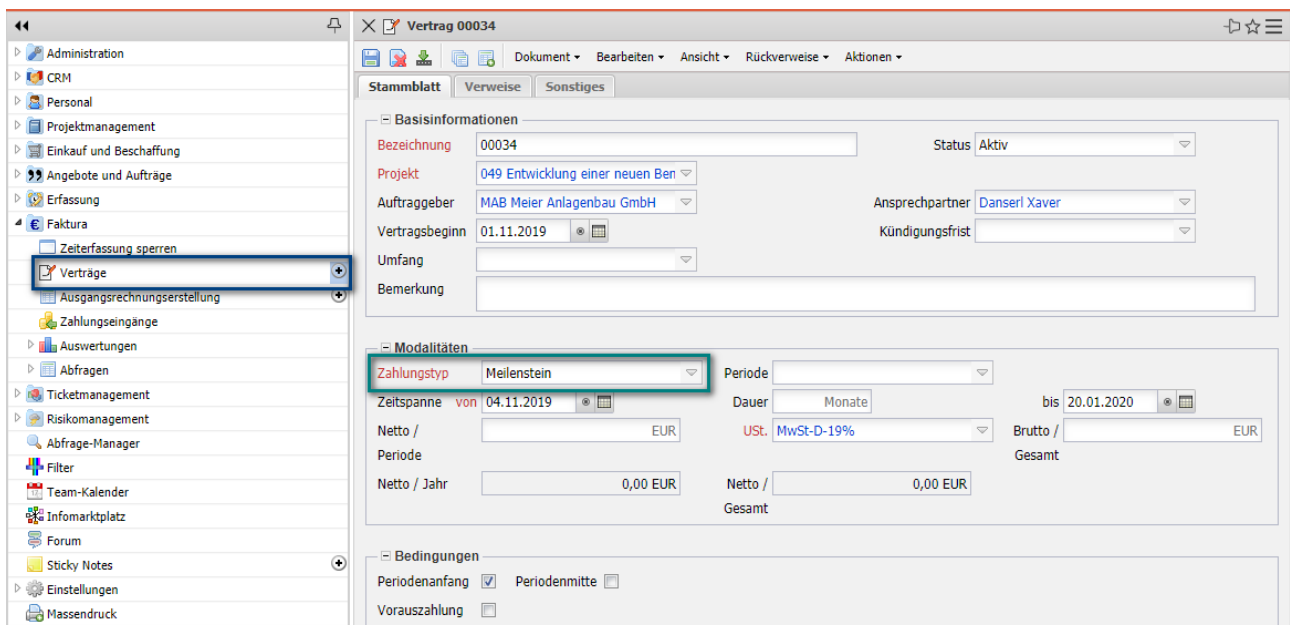 Vertrag 00034
Administration
CRM
Personal
Projektmanagement
Einkauf und Beschaffung
Angebote und Aufträge
Erfassung
Faktura
Zeiterfassung sperren
Verträge
Ausgangsrechnungserstellung
Zahlungseingänge
Auswertungen
Abfragen
Ticketmanagement
Risikomanagement
Abfrage-Manager
Filter
Team-Kalender
Infomarktplatz
Forum
Sticky Notes
Einstellungen
Massendruck
Dokument Bearbeiten Ansicht Rückverweise Aktionen
Stammblatt Verweise Sonstiges
Basisinformationen
Bezeichnung 00034 Status Aktiv
Projekt 049 Entwicklung einer neuen Ben
Auftraggeber MAB Meier Anlagenbau GmbH Ansprechpartner Danserl Xaver
Vertragsbeginn 01.11.2019 Kündigungsfrist
Umfang
Bemerkung
Modalitäten
Zahlungstyp Meilenstein Periode
Zeitspanne von 04.11.2019 Dauer Monate bis 20.01.2020
Netto / Periode EUR USt. MwSt-D-19% Brutto / Gesamt EUR
Netto / Jahr 0,00 EUR Netto / Gesamt 0,00 EUR
Bedingungen
Periodenanfang Periodenmitte
Vorauszahlung